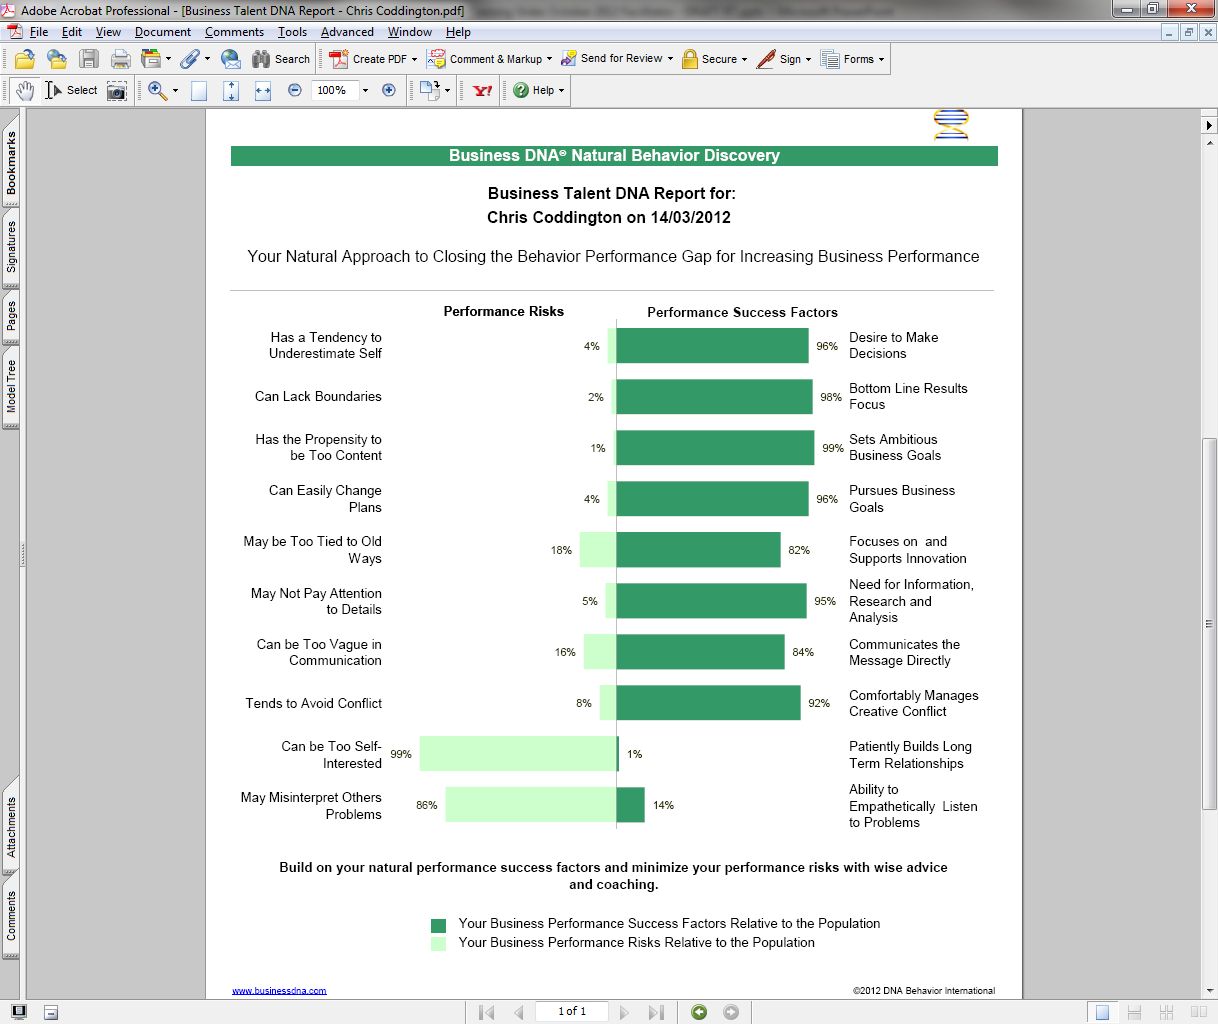 Adobe Acrobat Professional - [Business Talent DNA Report - Chris Coddington.pdf]
File Edit View Document Comments Tools Advanced Window Help
Search Create PDF Comment & Markup Send for Review Secure Sign Forms
Select 100% Y! Help
Bookmarks
Signatures
Pages
Model Tree
Attachments
Comments
Business DNA® Natural Behavior Discovery
Business Talent DNA Report for:
Chris Coddington on 14/03/2012
Your Natural Approach to Closing the Behavior Performance Gap for Increasing Business Performance
Performance Risks Performance Success Factors
Has a Tendency to
Underestimate Self
4% 96%
Desire to Make
Decisions
Can Lack Boundaries
2% 98%
Bottom Line Results
Focus
Has the Propensity to
be Too Content
1% 99%
Sets Ambitious
Business Goals
Can Easily Change
Plans
4% 96%
Pursues Business
Goals
May be Too Tied to Old
Ways
18% 82%
Focuses on and
Supports Innovation
May Not Pay Attention
to Details
5% 95%
Need for Information,
Research and
Analysis
Can be Too Vague in
Communication
16% 84%
Communicates the
Message Directly
Tends to Avoid Conflict
8% 92%
Comfortably Manages
Creative Conflict
Can be Too Self-
Interested
99% 1%
Patiently Builds Long
Term Relationships
May Misinterpret Others
Problems
86% 14%
Ability to
Empathetically Listen
to Problems
Build on your natural performance success factors and minimize your performance risks with wise advice
and coaching.
Your Business Performance Success Factors Relative to the Population
Your Business Performance Risks Relative to the Population
www.businessdna.com ©2012 DNA Behavior International
1 of 1